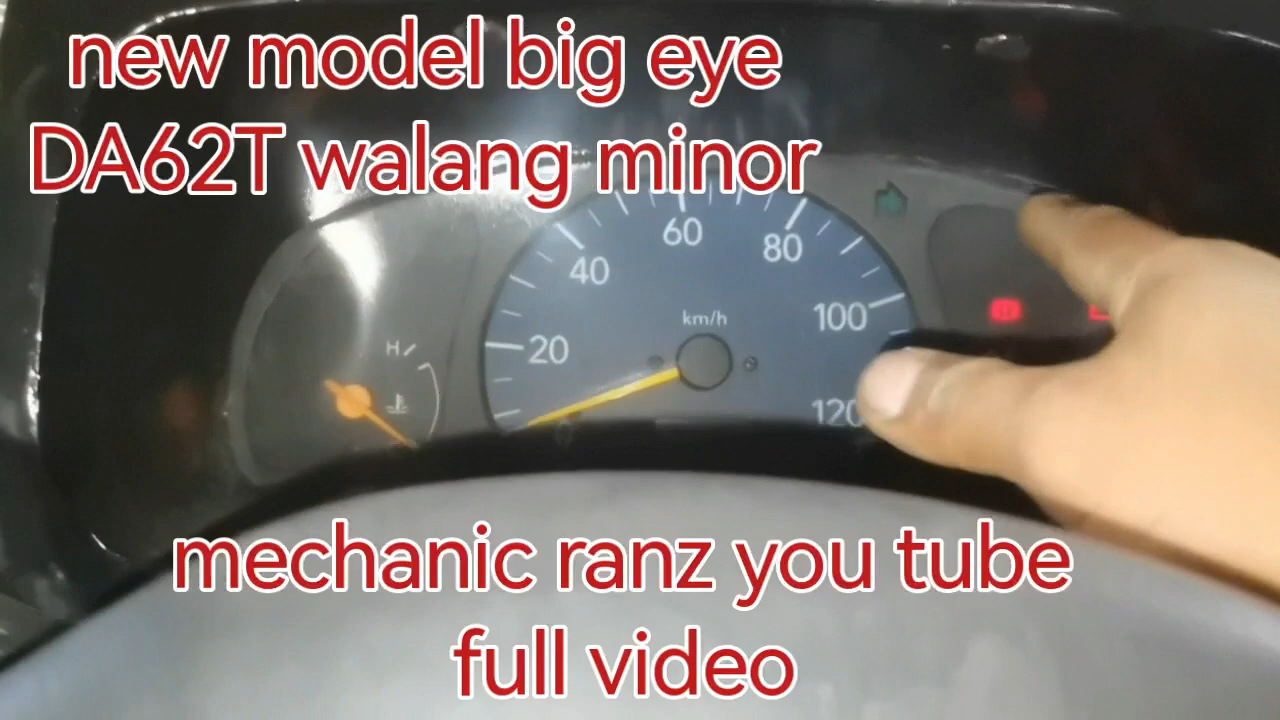 new model big eye
DA62T walang minor
60
80
40
km/h
100
20
H
120
mechanic ranz you tube
full video